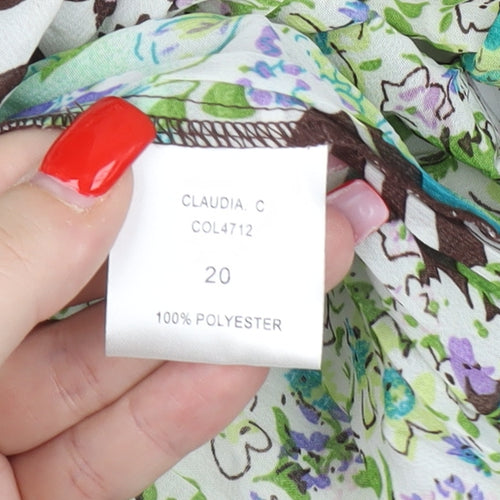 CLAUDIA. C
COL4712
20
100% POLYESTER